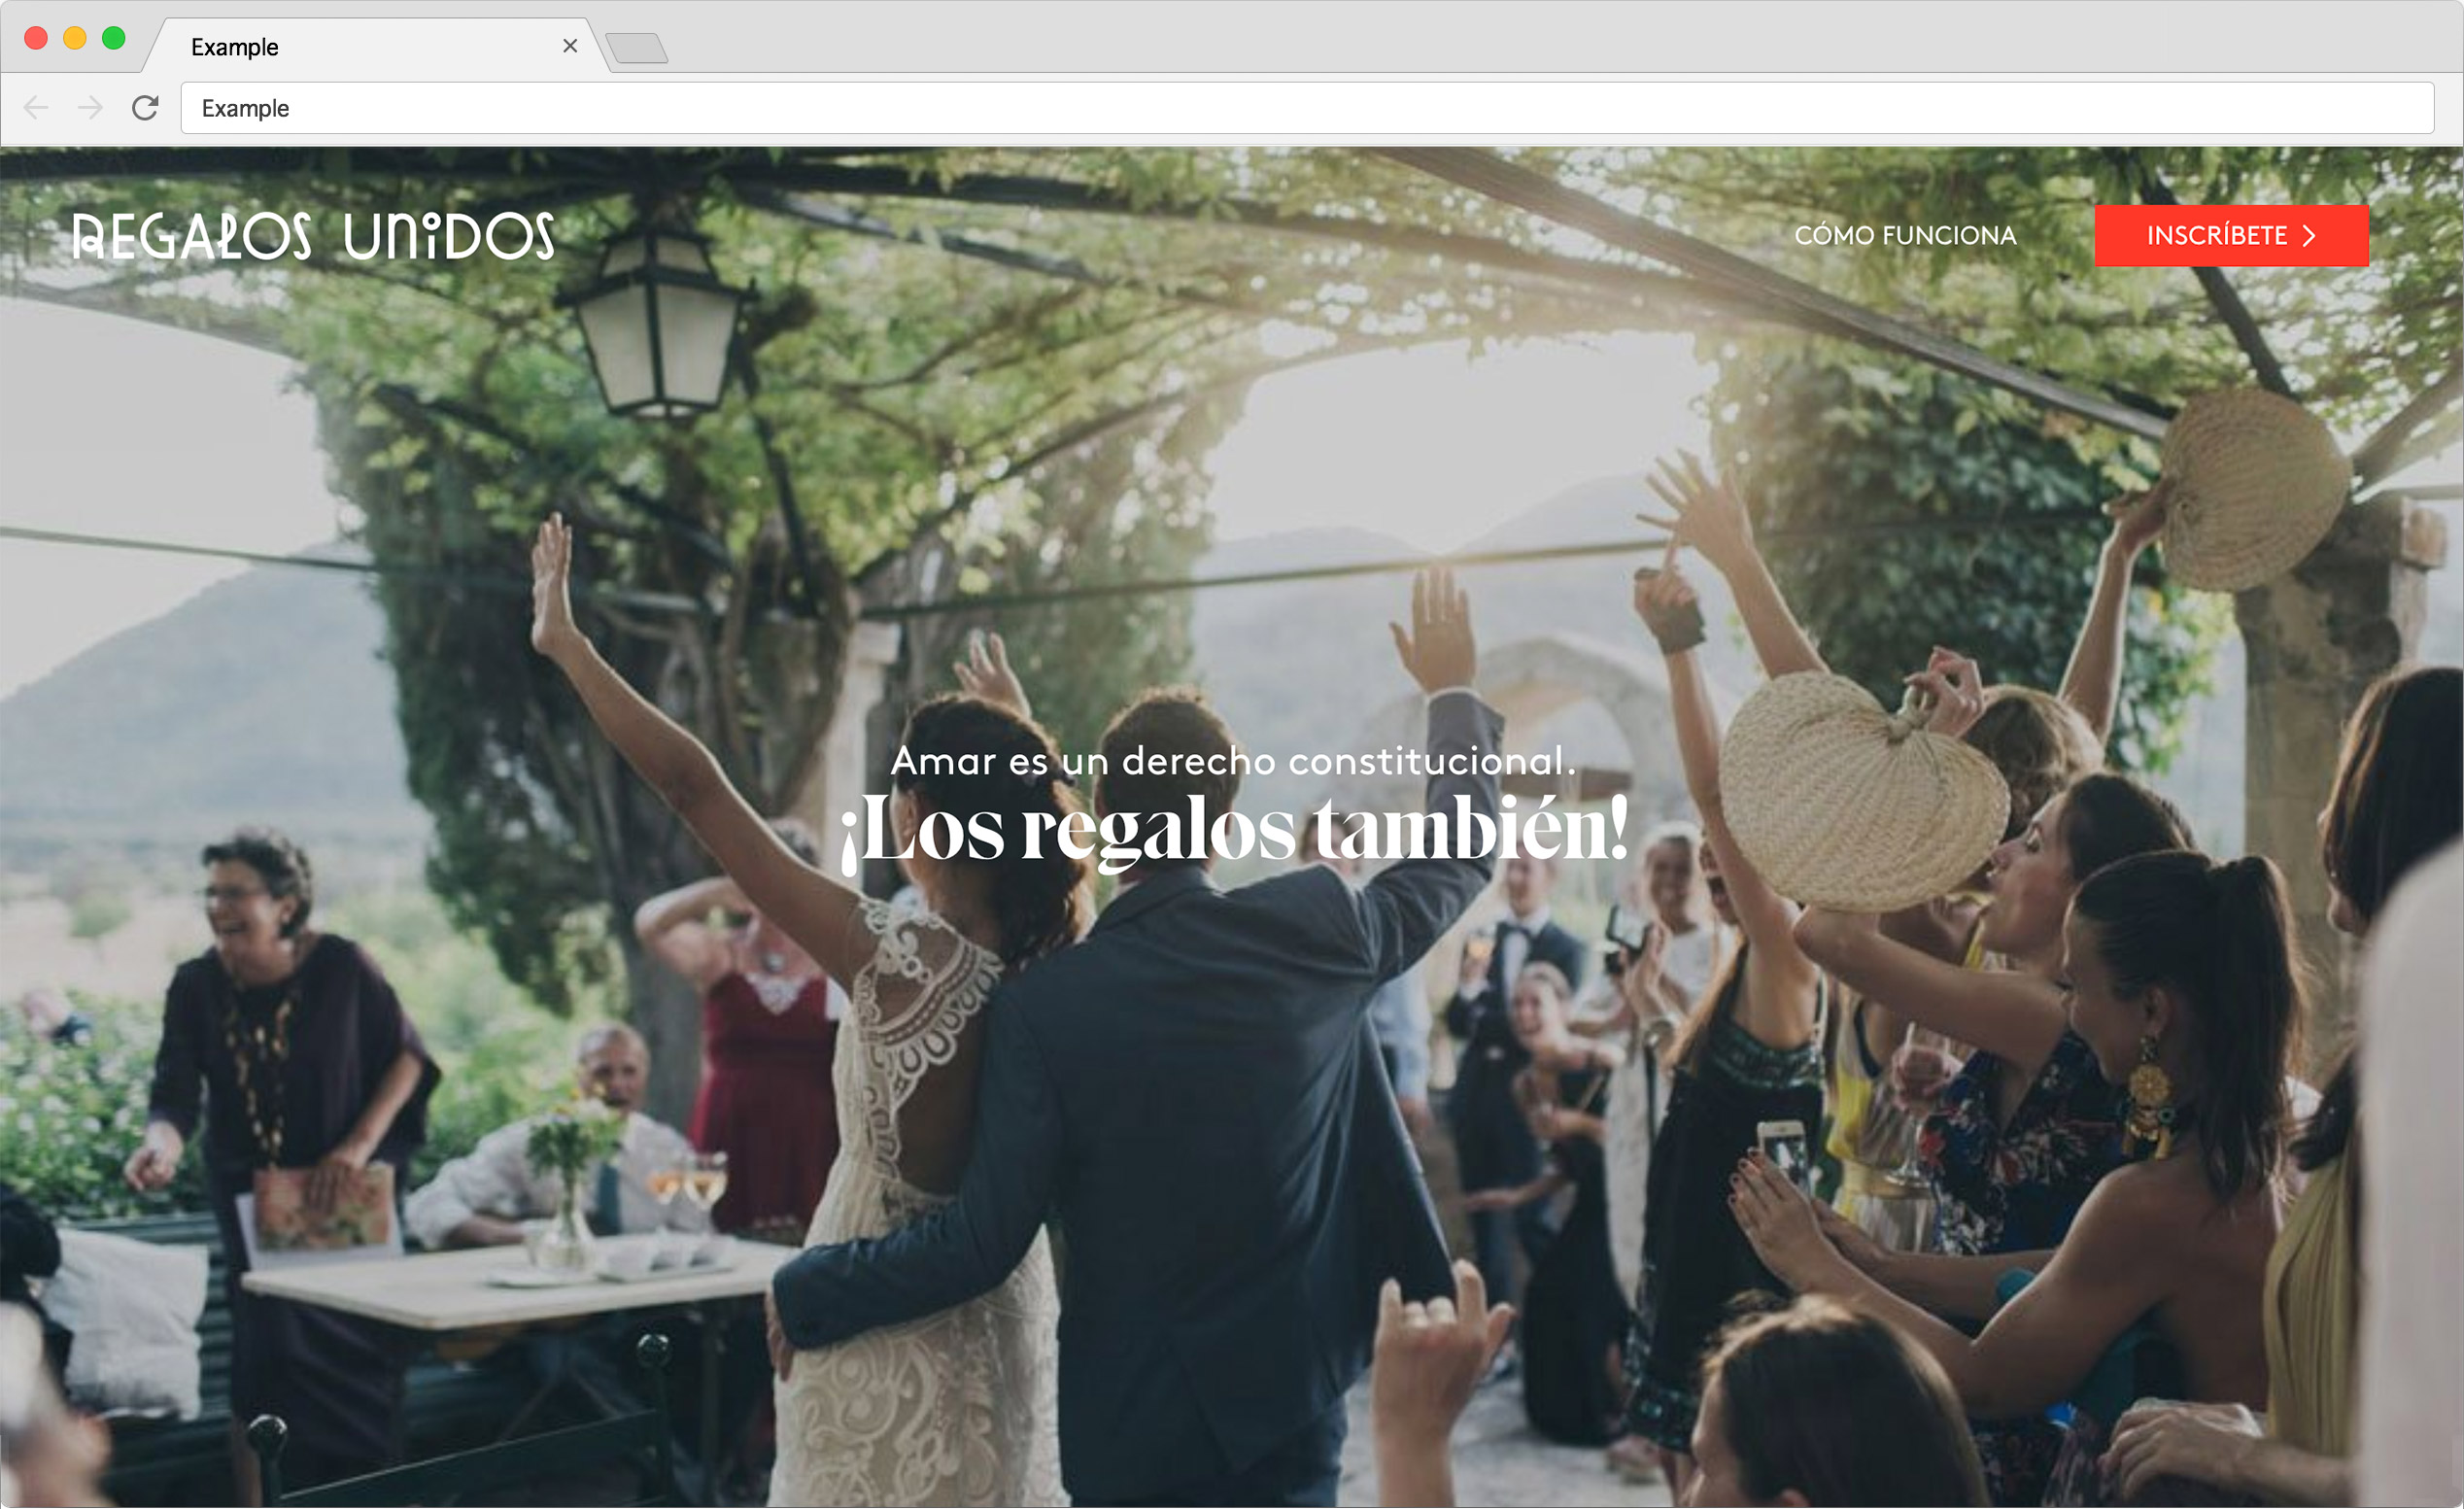 Example
Example
REGALOS UNiDOS
CÓMO FUNCIONA
INSCRÍBETE
Amar es un derecho constitucional.
¡Los regalos también!